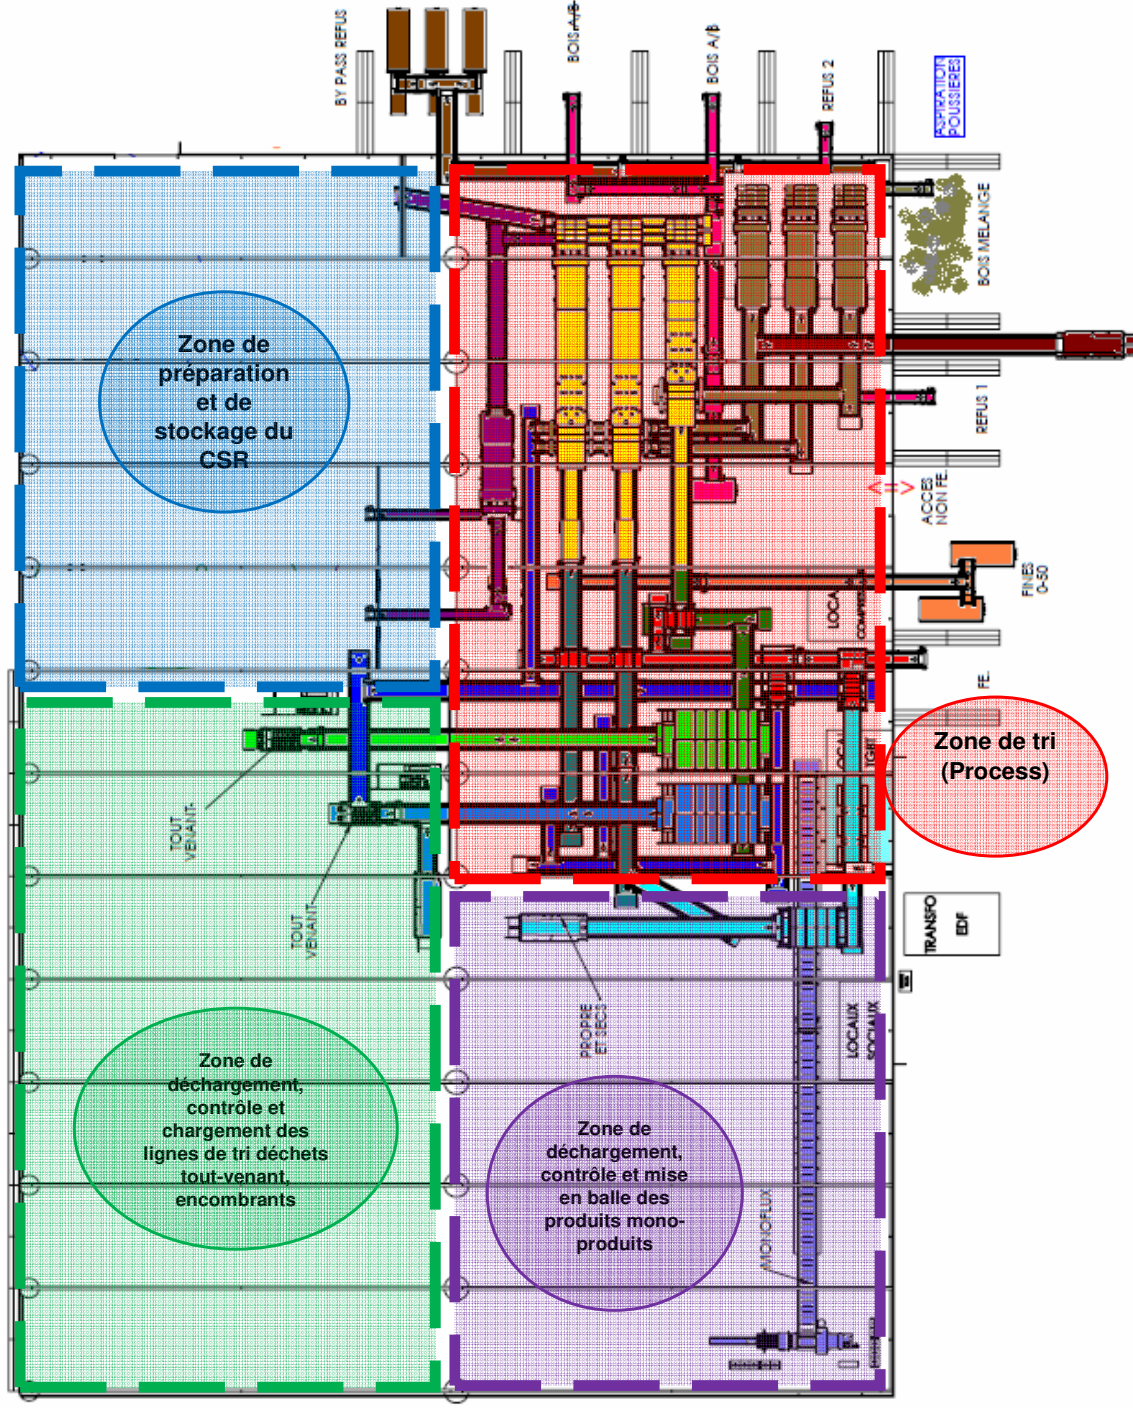 BY PASS REFUS
BOIS A/B
BOIS A/B
REFUS 2
ASPIRATION
POUSSIERES
BOIS MELANGE
Zone de
préparation
et de
stockage du
CSR
REFUS 1
ACCES
NON FE.
FINES
0-50
LOCA
FE.
Zone de tri
(Process)
TGBT
TOUT
VENANT
TOUT
VENANT
TRANSFO
EDF
PROPRE
ET SECS
LOCAUX
SOCIAUX
Zone de
déchargement,
contrôle et
chargement des
lignes de tri déchets
tout-venant,
encombrants
Zone de
déchargement,
contrôle et mise
en balle des
produits mono-
produits
MONOFLUX